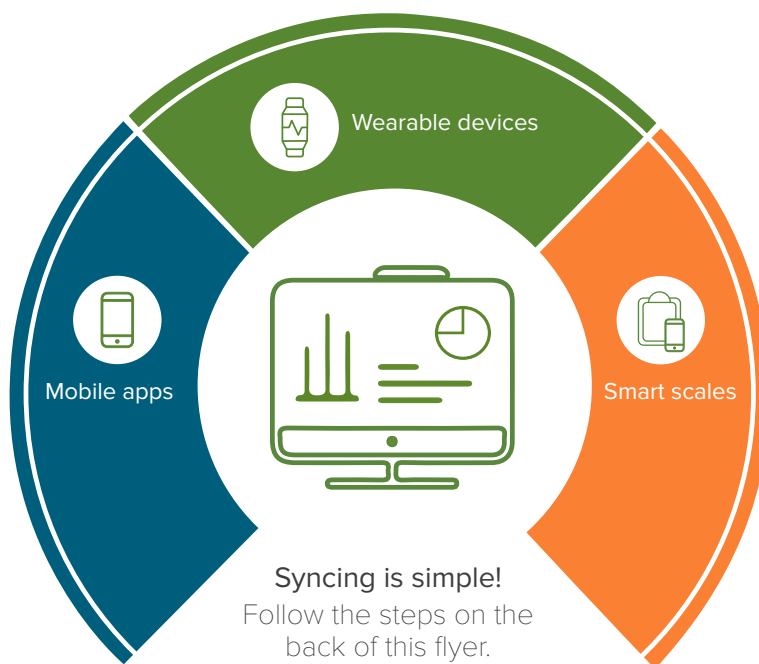 Wearable devices
Mobile apps
Smart scales
Syncing is simple!
Follow the steps on the
back of this flyer.